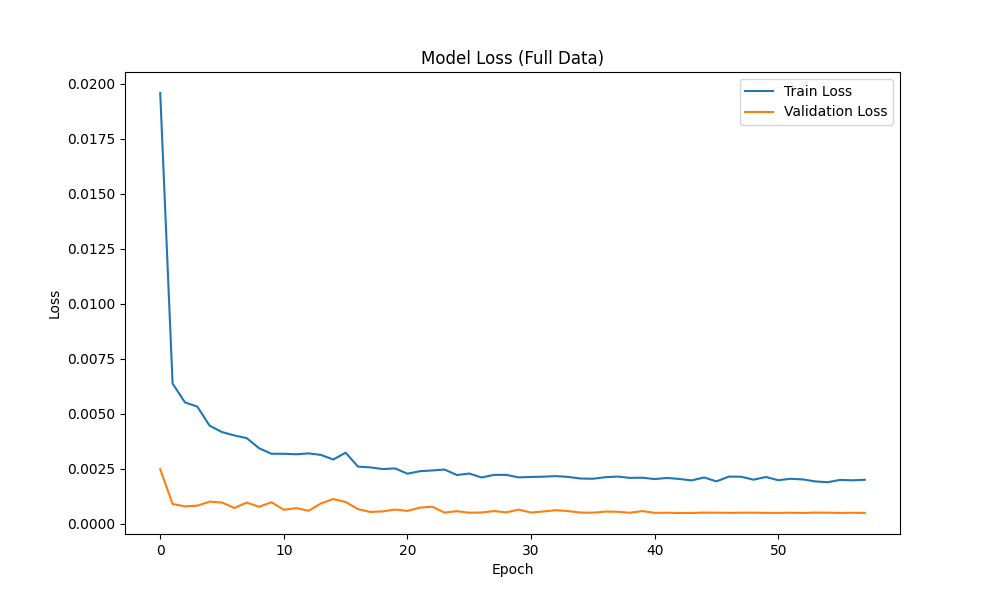 Model Loss (Full Data)
Train Loss
Validation Loss
0.0200
0.0175
0.0150
0.0125
0.0100
0.0075
0.0050
0.0025
0.0000
Loss
0 10 20 30 40 50
Epoch